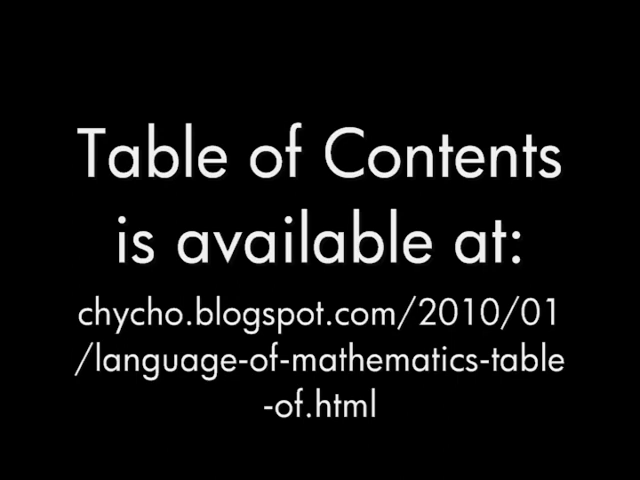 Table of Contents
is available at:
chycho.blogspot.com/2010/01
/language-of-mathematics-table
-of.html